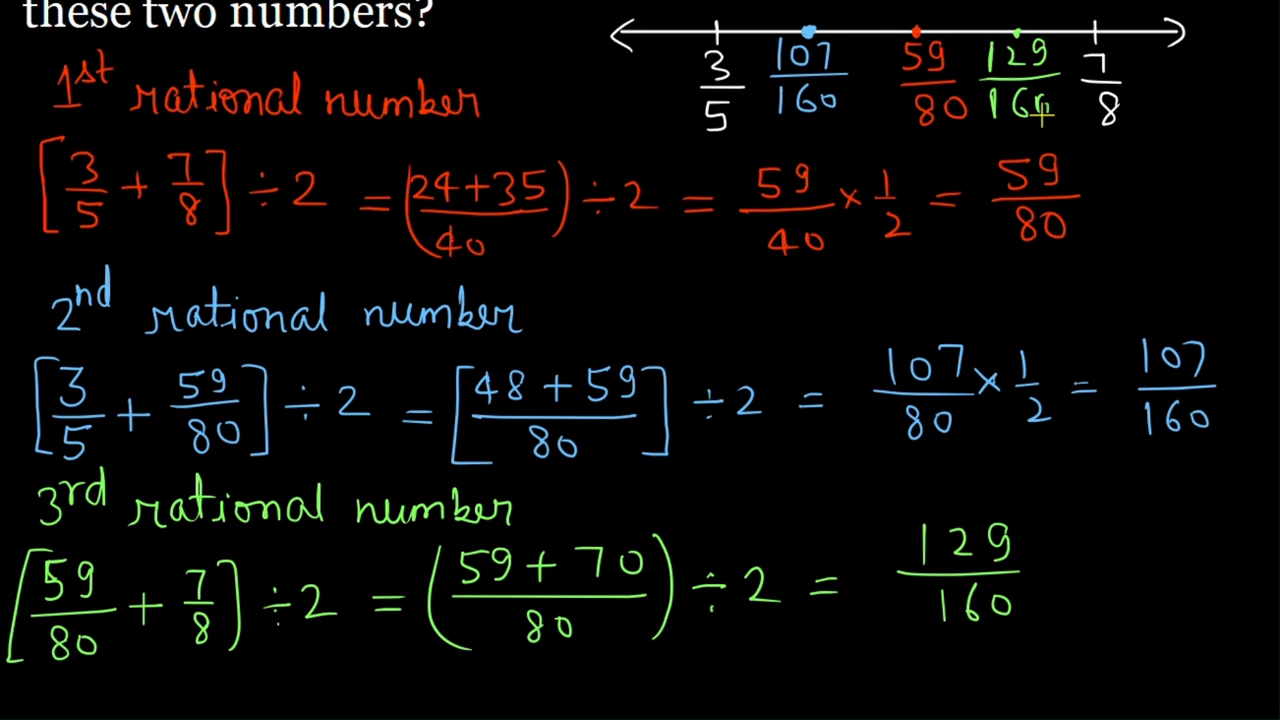 these two numbers?
3/5 107/160 59/80 129/160 7/8
1st rational number
[3/5 + 7/8] ÷ 2 = (24+35/40) ÷ 2 = 59/40 × 1/2 = 59/80
2nd rational number
[3/5 + 59/80] ÷ 2 = [48+59/80] ÷ 2 = 107/80 × 1/2 = 107/160
3rd rational number
[59/80 + 7/8] ÷ 2 = (59+70/80) ÷ 2 = 129/160